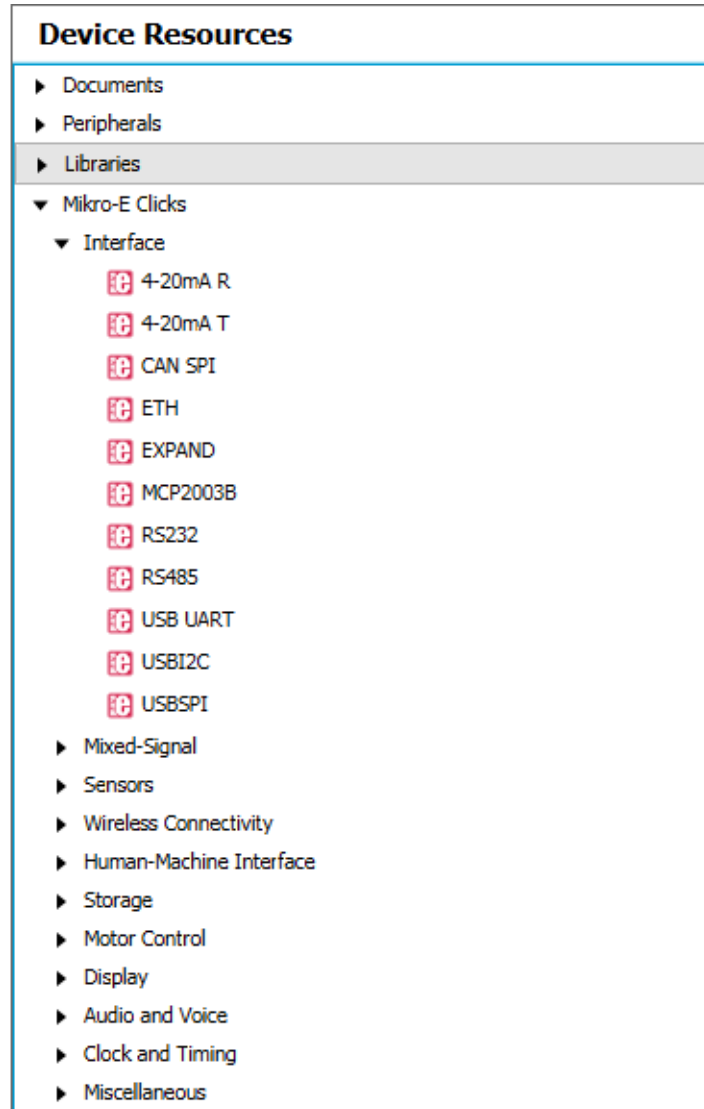 Device Resources
Documents
Peripherals
Libraries
Mikro-E Clicks
Interface
4-20mA R
4-20mA T
CAN SPI
ETH
EXPAND
MCP2003B
RS232
RS485
USB UART
USBI2C
USBSPI
Mixed-Signal
Sensors
Wireless Connectivity
Human-Machine Interface
Storage
Motor Control
Display
Audio and Voice
Clock and Timing
Miscellaneous